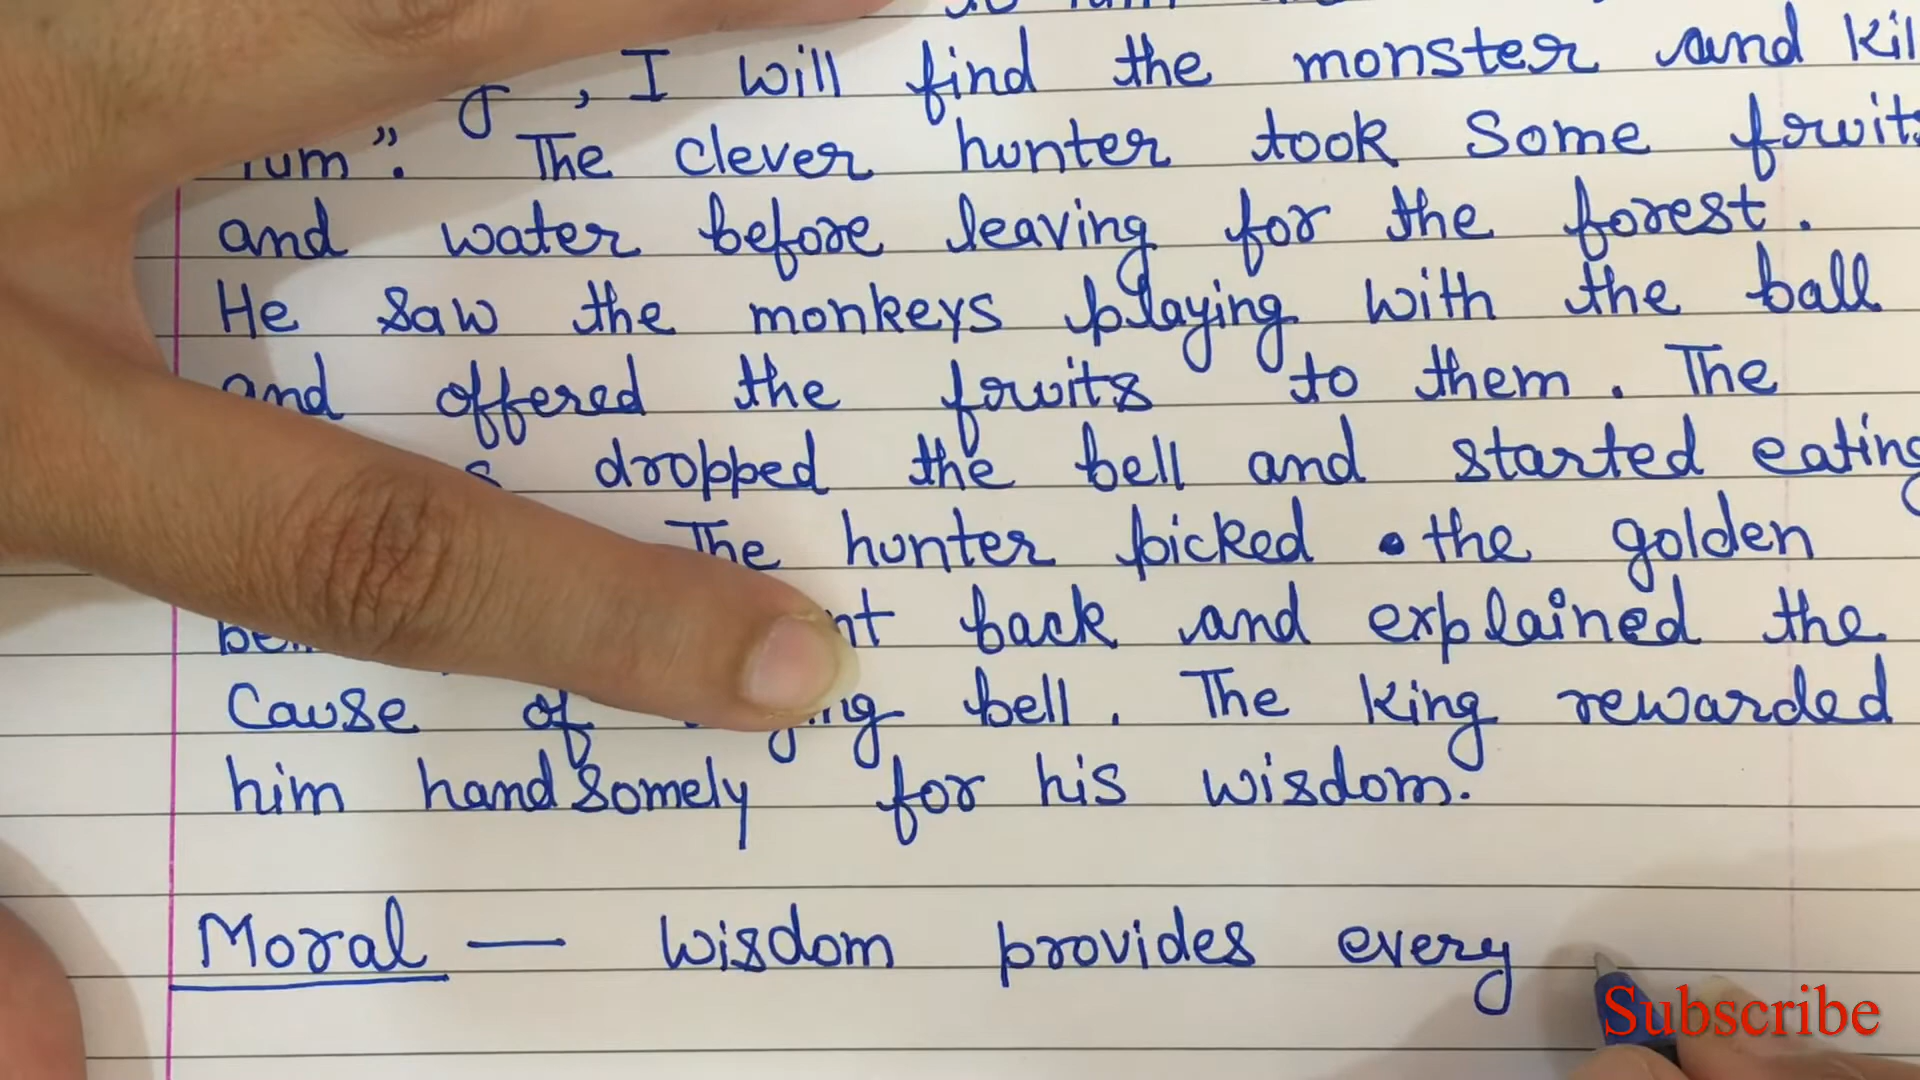 , I will find the monster and kill
". The clever hunter took some fruits
and water before leaving for the forest.
He saw the monkeys playing with the ball
and offered the fruits to them. The
dropped the bell and started eating
The hunter picked the golden
back and explained the
Cause of bell. The King rewarded
him handsomely for his wisdom.
Moral — Wisdom provides every
Subscribe